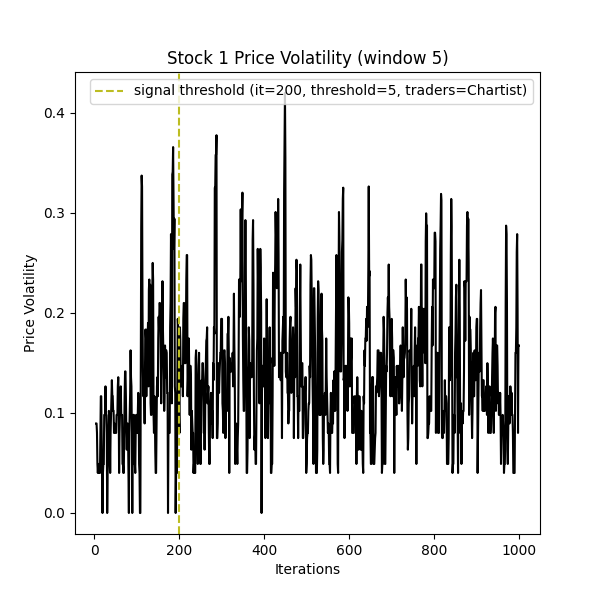 Stock 1 Price Volatility (window 5)
signal threshold (it=200, threshold=5, traders=Chartist)
Price Volatility
0.4
0.3
0.2
0.1
0.0
0 200 400 600 800 1000
Iterations